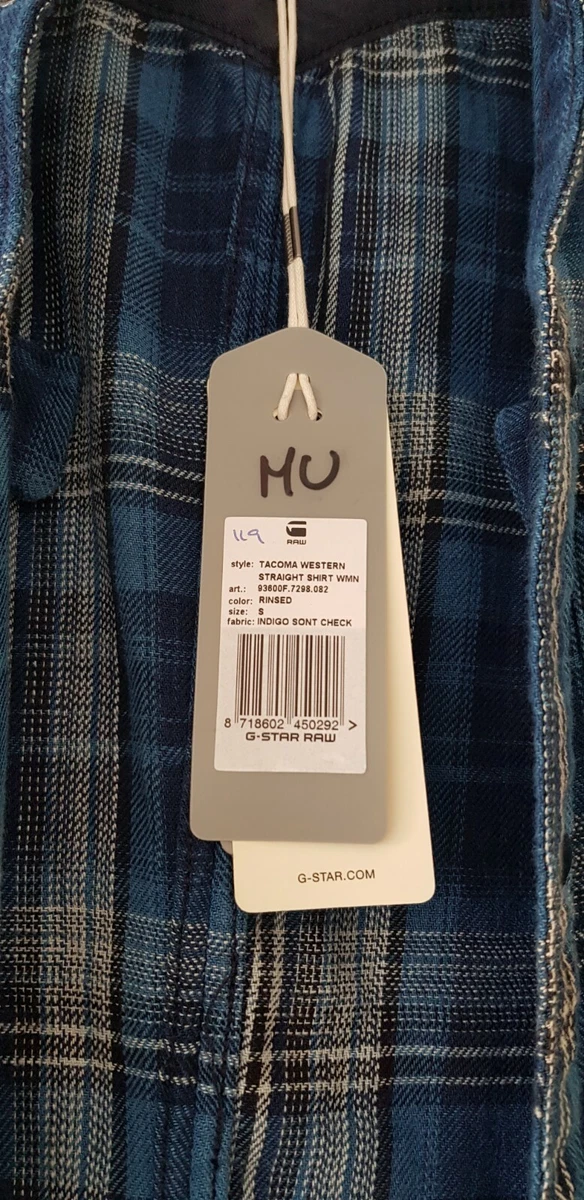 MU
119
RAW
style: TACOMA WESTERN
STRAIGHT SHIRT WMN
art.: 93600F.7298.082
color: RINSED
size: S
fabric: INDIGO SONT CHECK
8 718602 450292 >
G-STAR RAW
G-STAR.COM